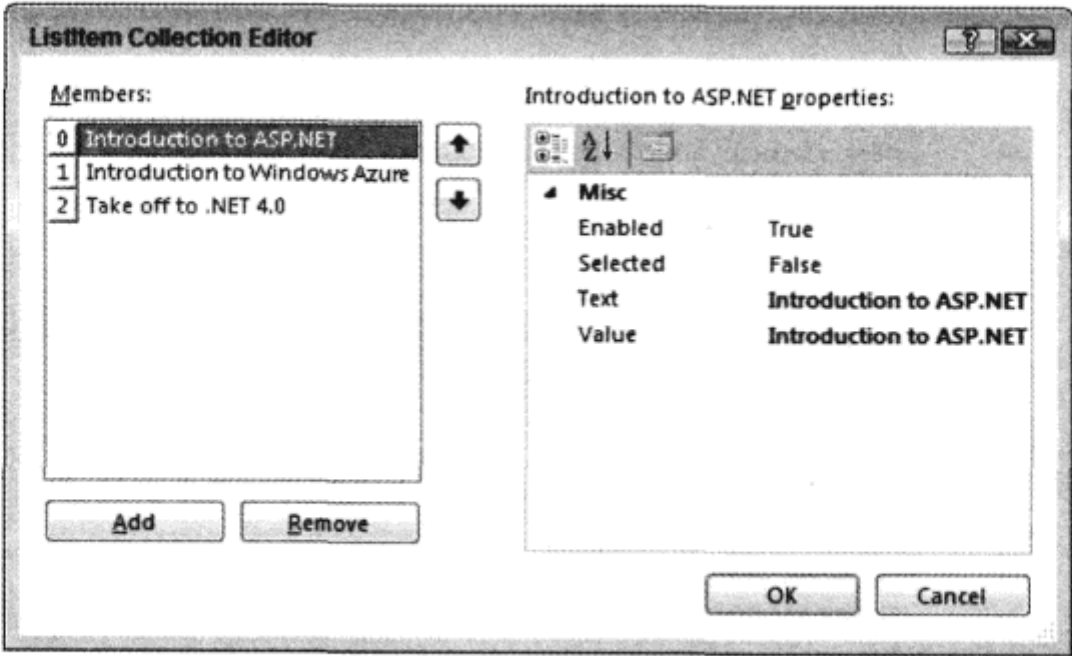 ListItem Collection Editor
?
Members:
0 Introduction to ASP.NET
1 Introduction to Windows Azure
2 Take off to .NET 4.0
Add
Remove
Introduction to ASP.NET properties:
A Z
Misc
Enabled True
Selected False
Text Introduction to ASP.NET
Value Introduction to ASP.NET
OK
Cancel